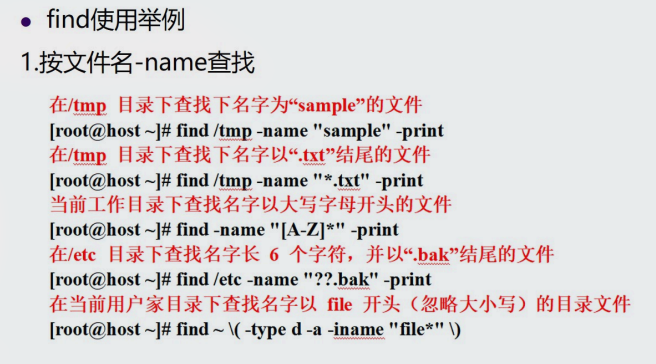 • find使用举例
1.按文件名-name查找
在/tmp 目录下查找下名字为“sample”的文件
[root@host ~]# find /tmp -name "sample" -print
在/tmp 目录下查找下名字以“.txt”结尾的文件
[root@host ~]# find /tmp -name "*.txt" -print
当前工作目录下查找名字以大写字母开头的文件
[root@host ~]# find -name "[A-Z]*" -print
在/etc 目录下查找名字长 6 个字符，并以“.bak”结尾的文件
[root@host ~]# find /etc -name "??.bak" -print
在当前用户家目录下查找名字以 file 开头（忽略大小写）的目录文件
[root@host ~]# find ~ \( -type d -a -iname "file*" \)